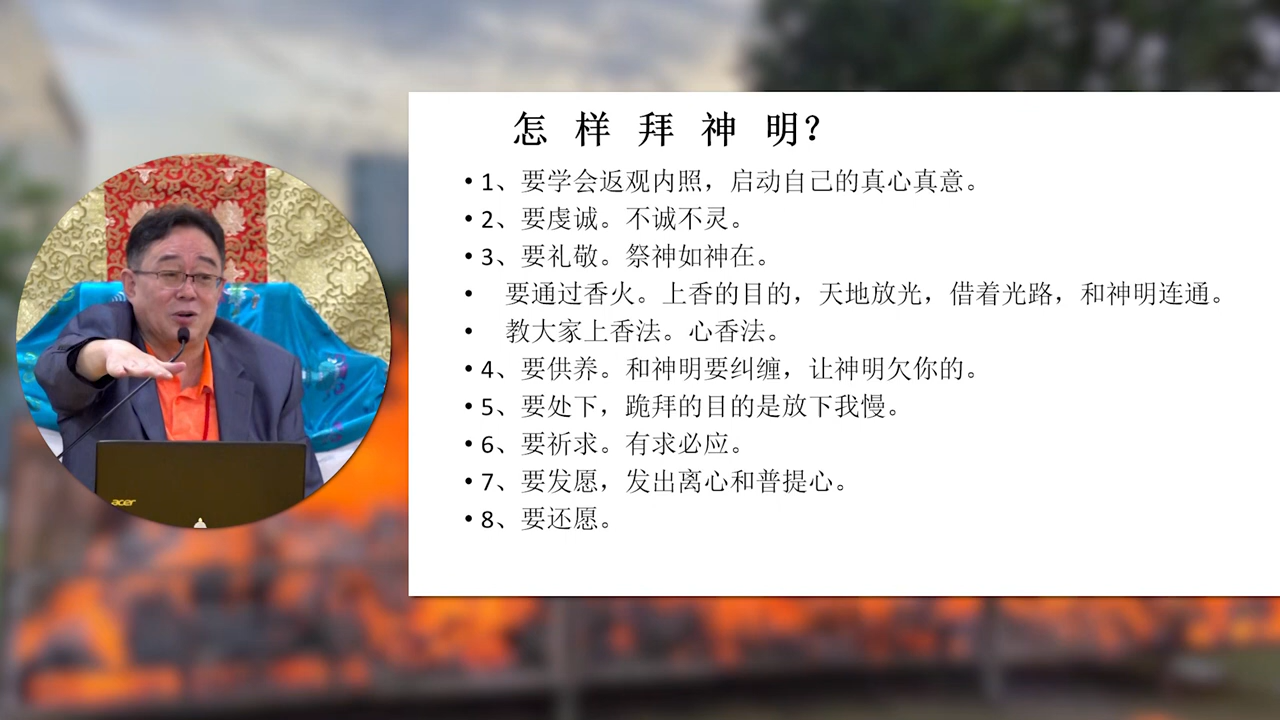 怎 样 拜 神 明?
• 1、要学会返观内照，启动自己的真心真意。
• 2、要虔诚。不诚不灵。
• 3、要礼敬。祭神如神在。
• 要通过香火。上香的目的，天地放光，借着光路，和神明连通。
• 教大家上香法。心香法。
• 4、要供养。和神明要纠缠，让神明欠你的。
• 5、要处下，跪拜的目的是放下我慢。
• 6、要祈求。有求必应。
• 7、要发愿，发出离心和普提心。
• 8、要还愿。
acer